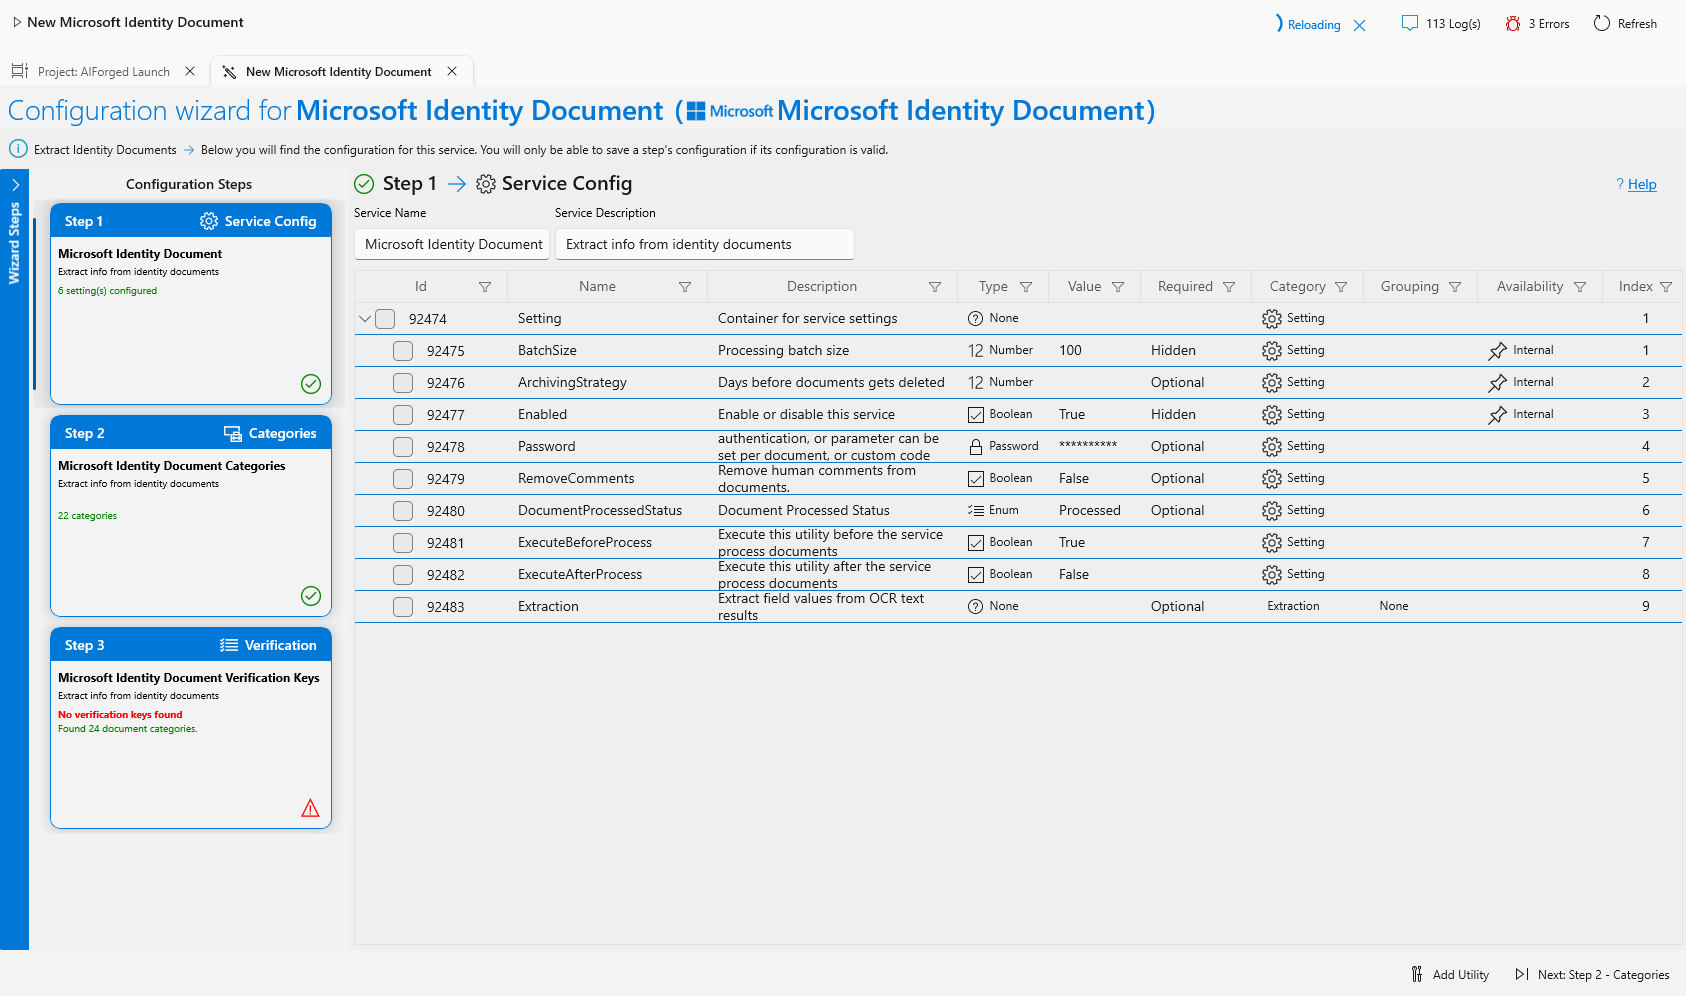 New Microsoft Identity Document
Reloading
113 Log(s)
3 Errors
Refresh
Project: AIForged Launch
New Microsoft Identity Document
Configuration wizard for Microsoft Identity Document ( Microsoft Microsoft Identity Document)
Extract Identity Documents → Below you will find the configuration for this service. You will only be able to save a step's configuration if its configuration is valid.
Wizard Steps
Configuration Steps
Step 1 Service Config
Microsoft Identity Document
Extract info from identity documents
6 setting(s) configured
Step 2 Categories
Microsoft Identity Document Categories
Extract info from identity documents
22 categories
Step 3 Verification
Microsoft Identity Document Verification Keys
Extract info from identity documents
No verification keys found
Found 24 document categories.
Step 1 → Service Config
? Help
Service Name Service Description
Microsoft Identity Document Extract info from identity documents
Id Name Description Type Value Required Category Grouping Availability Index
92474 Setting Container for service settings None Setting 1
92475 BatchSize Processing batch size 12 Number 100 Hidden Setting Internal 1
92476 ArchivingStrategy Days before documents gets deleted 12 Number Optional Setting Internal 2
92477 Enabled Enable or disable this service Boolean True Hidden Setting Internal 3
92478 Password authentication, or parameter can be
set per document, or custom code Password ********** Optional Setting 4
92479 RemoveComments Remove human comments from
documents. Boolean False Optional Setting 5
92480 DocumentProcessedStatus Document Processed Status Enum Processed Optional Setting 6
92481 ExecuteBeforeProcess Execute this utility before the service
process documents Boolean True Setting 7
92482 ExecuteAfterProcess Execute this utility after the service
process documents Boolean False Setting 8
92483 Extraction Extract field values from OCR text
results None Optional Extraction None 9
Add Utility
Next: Step 2 - Categories